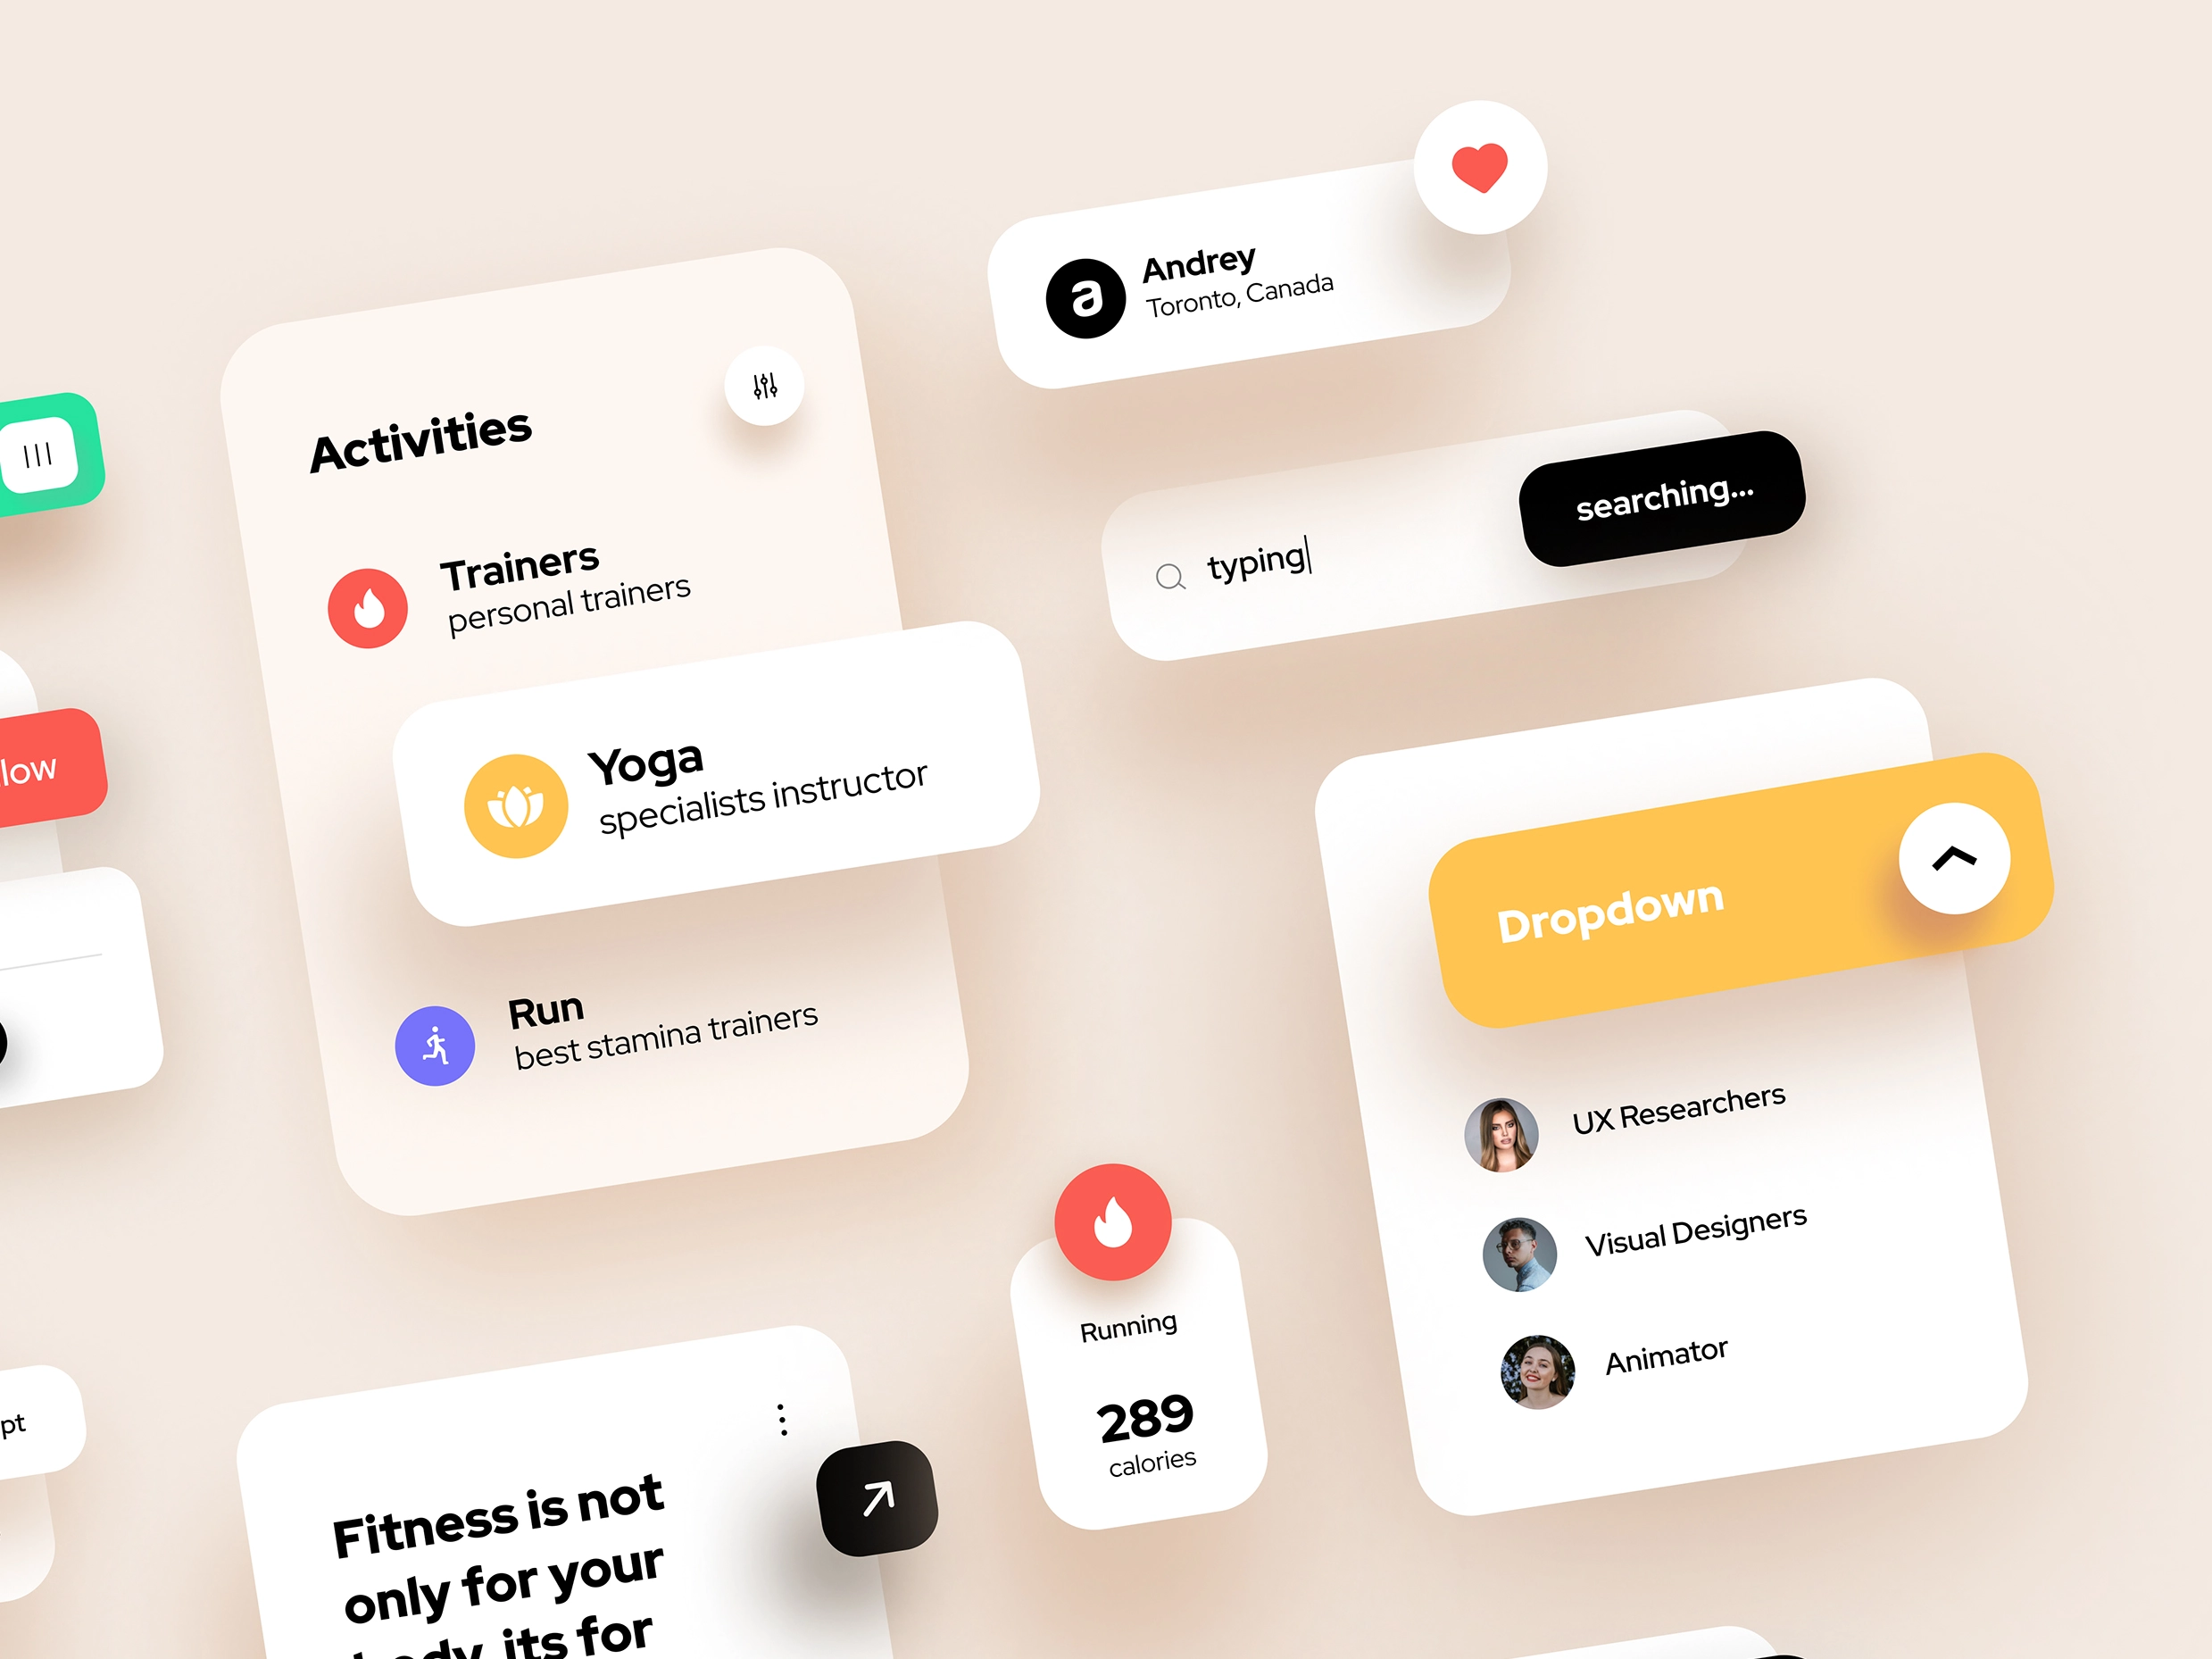 Andrey
Toronto, Canada
Activities
typing
searching...
Trainers
personal trainers
low
Yoga
specialists instructor
Dropdown
Run
best stamina trainers
UX Researchers
Visual Designers
Animator
Running
289
calories
pt
Fitness is not
only for your
body, its for